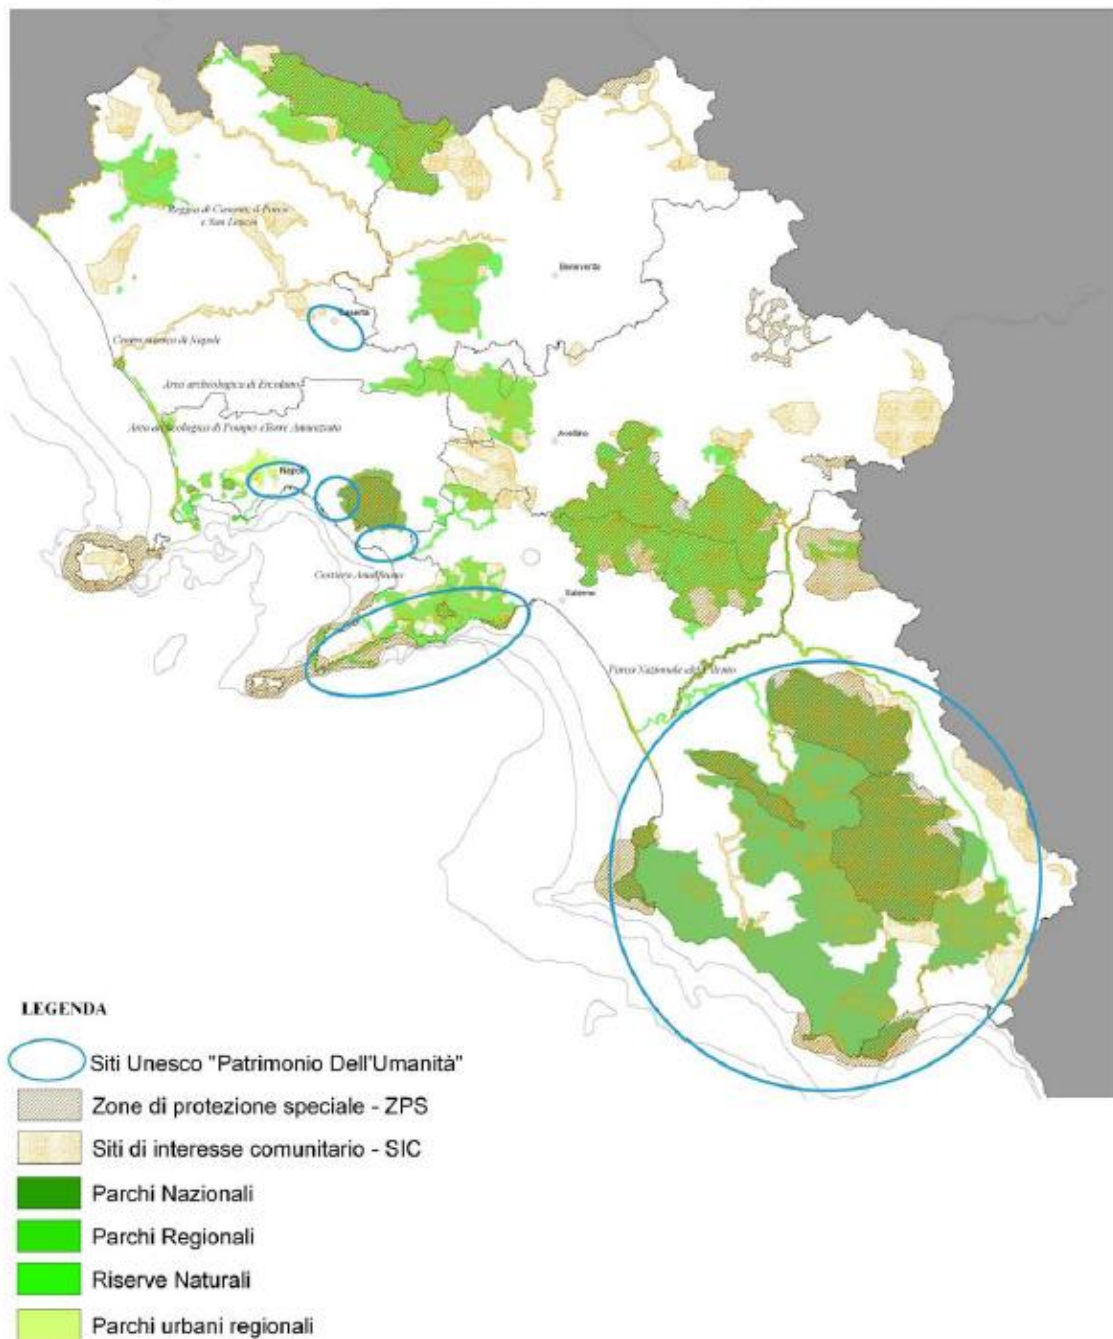 Reggia di Caserta, il Parco
e San Leucio
Benevento
Caserta
Centro storico di Napoli
Area archeologica di Ercolano
Area archeologica di Pompei e Torre Annunziata
Avellino
Napoli
Costiera Amalfitana
Salerno
Parco Nazionale del Cilento
LEGENDA
Siti Unesco "Patrimonio Dell'Umanità"
Zone di protezione speciale - ZPS
Siti di interesse comunitario - SIC
Parchi Nazionali
Parchi Regionali
Riserve Naturali
Parchi urbani regionali